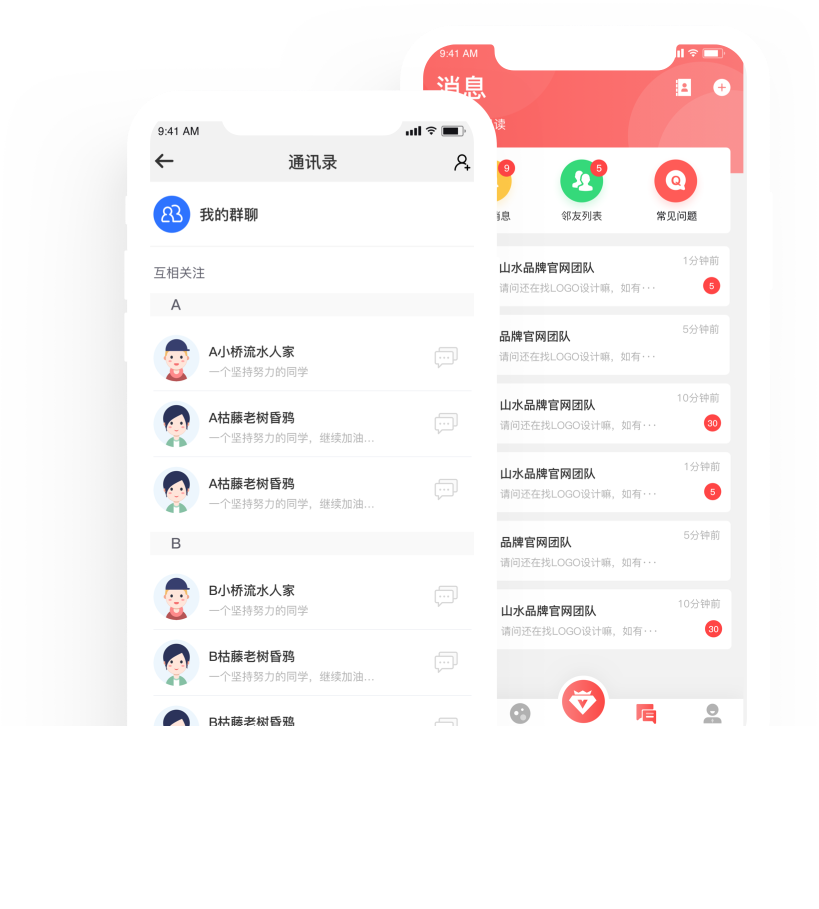 9:41 AM
通讯录
我的群聊
互相关注
A
A小桥流水人家
一个坚持努力的同学
A枯藤老树昏鸦
一个坚持努力的同学，继续加油...
A枯藤老树昏鸦
一个坚持努力的同学，继续加油...
B
B小桥流水人家
一个坚持努力的同学
B枯藤老树昏鸦
一个坚持努力的同学，继续加油...
B枯藤老树昏鸦
9:41 AM
消息
读
9
5
息
邻友列表
常见问题
山水品牌官网团队
1分钟前
请问还在找LOGO设计嘛，如有···
5
品牌官网团队
5分钟前
请问还在找LOGO设计嘛，如有···
山水品牌官网团队
10分钟前
请问还在找LOGO设计嘛，如有···
30
山水品牌官网团队
1分钟前
请问还在找LOGO设计嘛，如有···
5
品牌官网团队
5分钟前
请问还在找LOGO设计嘛，如有···
山水品牌官网团队
10分钟前
请问还在找LOGO设计嘛，如有···
30